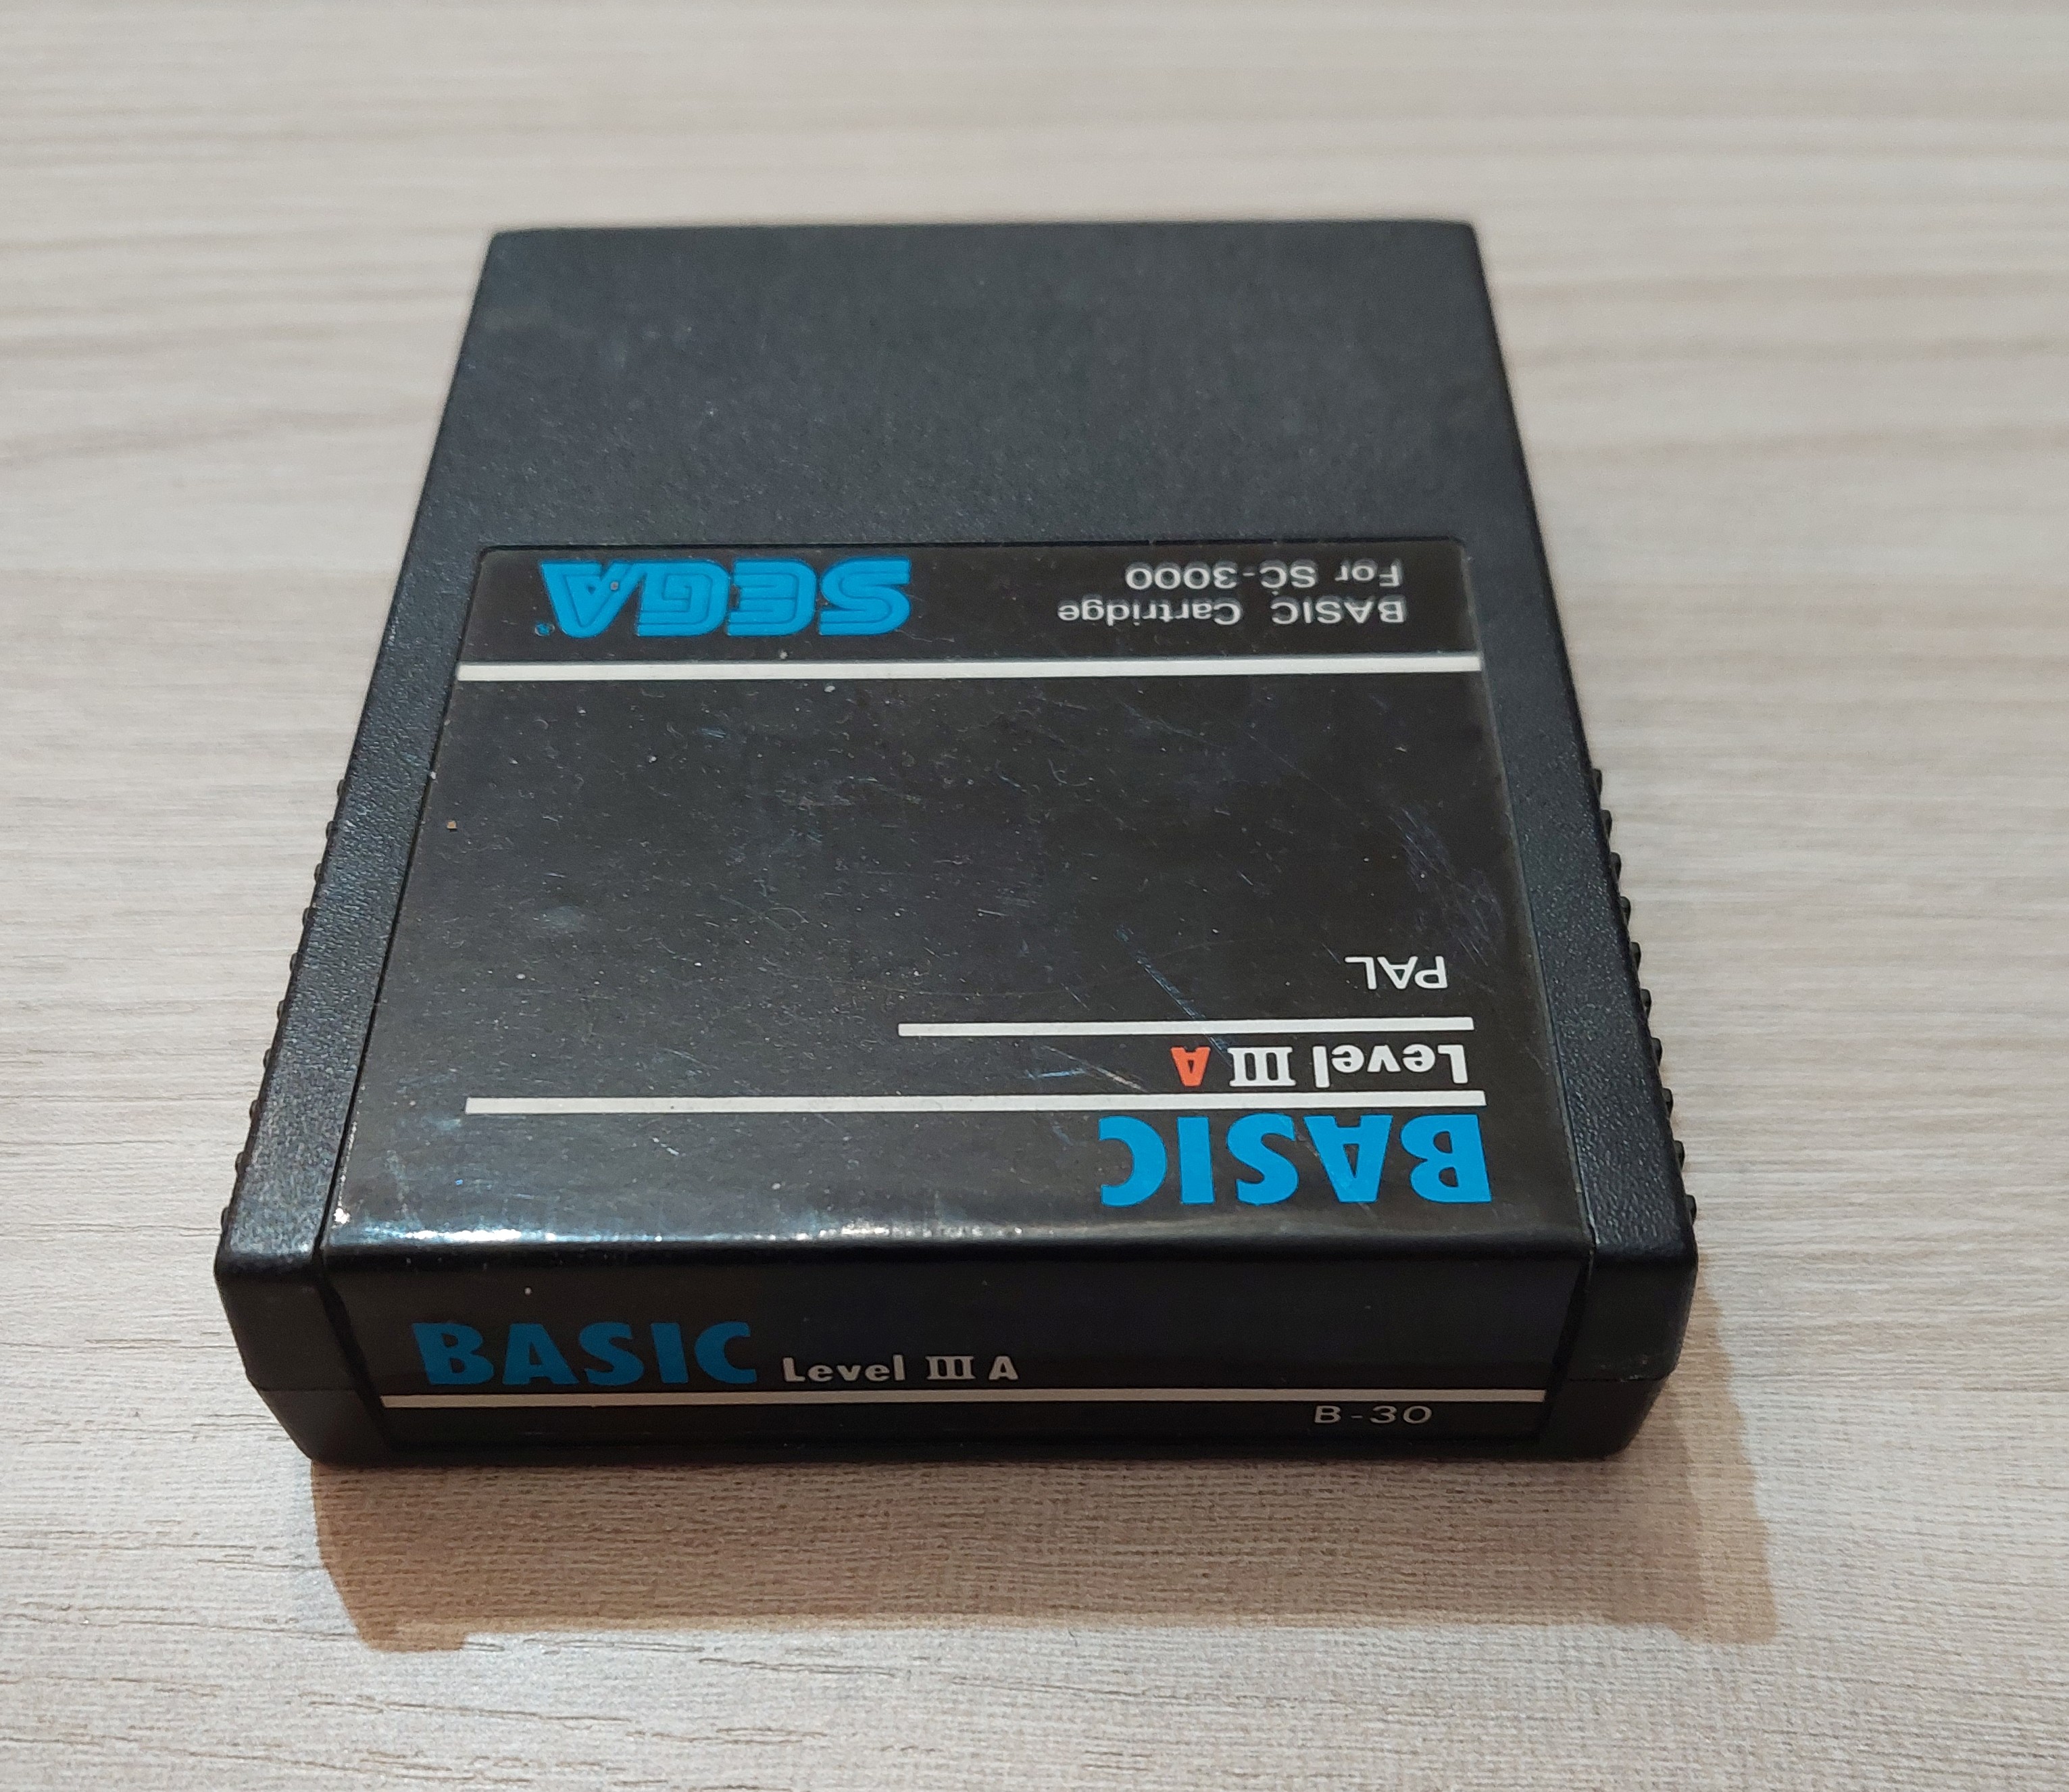 BASIC
Level III A
PAL
BASIC Cartridge
For SC-3000
SEGA®
BASIC Level III A
B-30